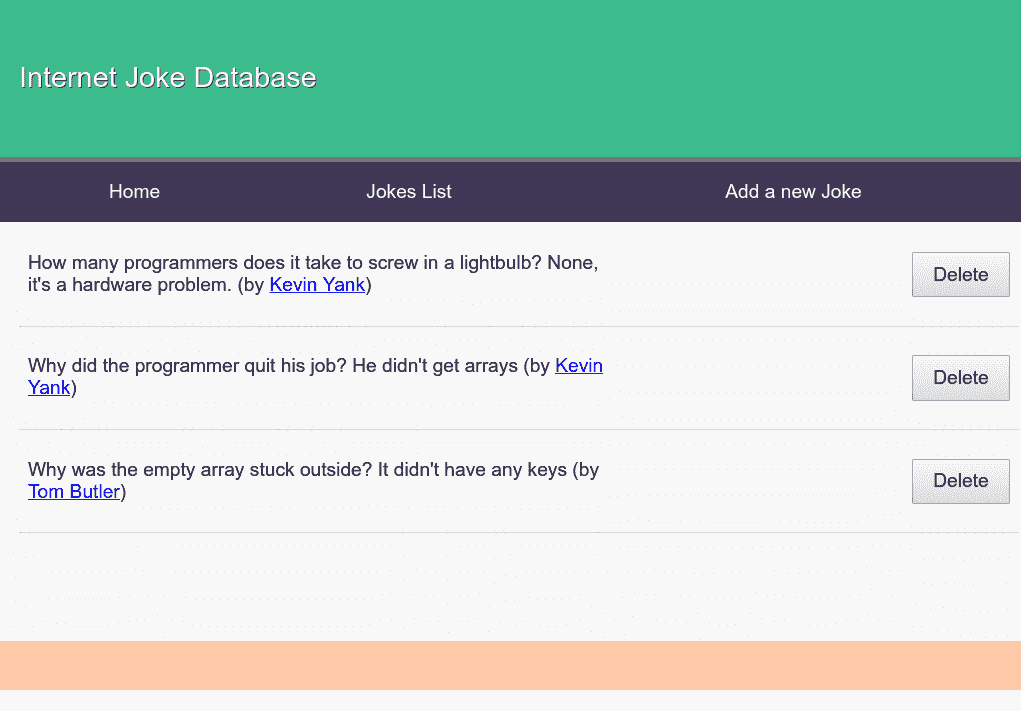 Internet Joke Database
Home Jokes List Add a new Joke
How many programmers does it take to screw in a lightbulb? None,
it's a hardware problem. (by Kevin Yank)
Delete
Why did the programmer quit his job? He didn't get arrays (by Kevin
Yank)
Delete
Why was the empty array stuck outside? It didn't have any keys (by
Tom Butler)
Delete